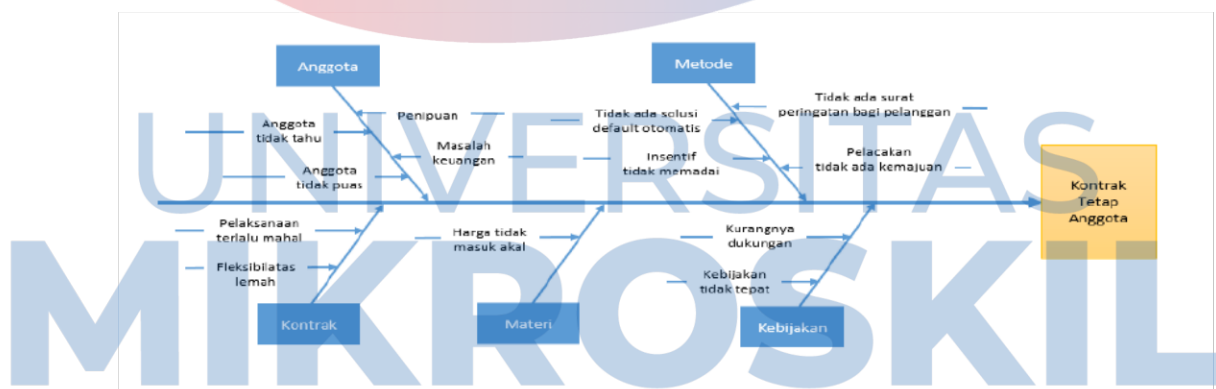 Anggota
Metode
Penipuan
Anggota
tidak tahu
Masalah
keuangan
Anggota
tidak puas
Tidak ada solusi
default otomatis
Tidak ada surat
peringatan bagi pelanggan
Insentif
tidak memadai
Pelacakan
tidak ada kemajuan
UNIVERSITAS
Kontrak
Tetap
Anggota
Pelaksanaan
terlalu mahal
Fleksibliatas
lemah
Harga tidak
masuk akal
Kurangnya
dukungan
Kebijakan
tidak tepat
MIKROSKIL
Kontrak
Materi
Kebijakan